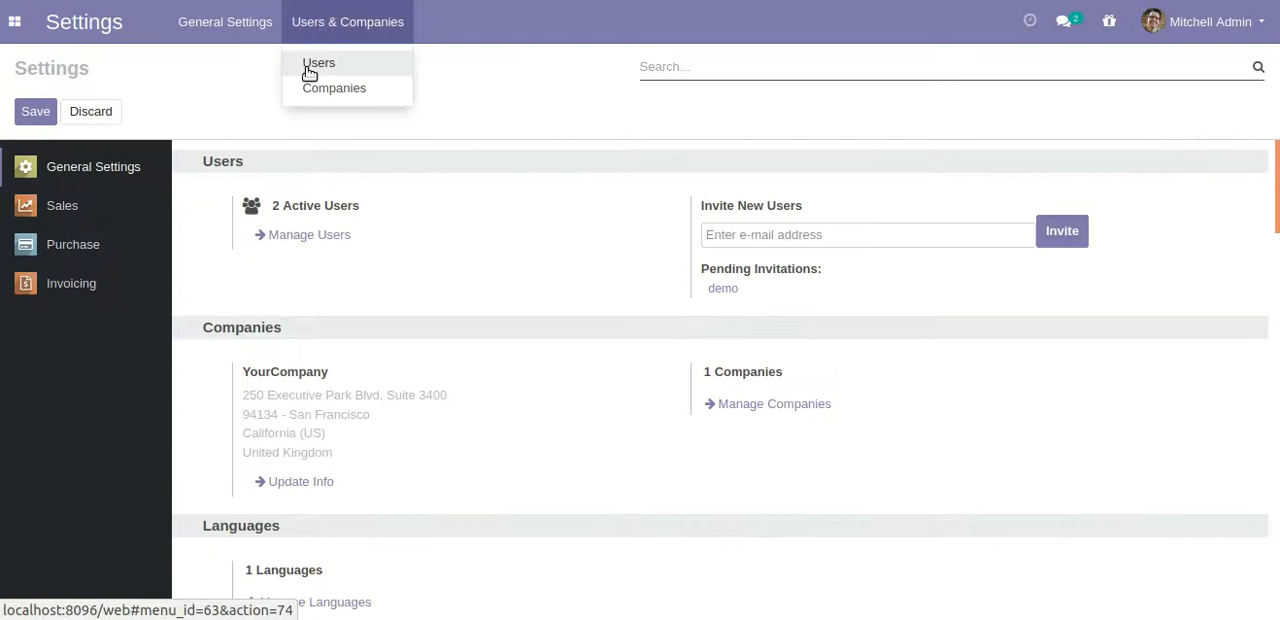 Settings
General Settings
Users & Companies
2
Mitchell Admin
Users
Companies
Settings
Search...
Save
Discard
General Settings
Sales
Purchase
Invoicing
Users
2 Active Users
Manage Users
Invite New Users
Enter e-mail address
Invite
Pending Invitations:
demo
Companies
YourCompany
250 Executive Park Blvd, Suite 3400
94134 - San Francisco
California (US)
United Kingdom
Update Info
1 Companies
Manage Companies
Languages
1 Languages
Languages
localhost:8096/web#menu_id=63&action=74